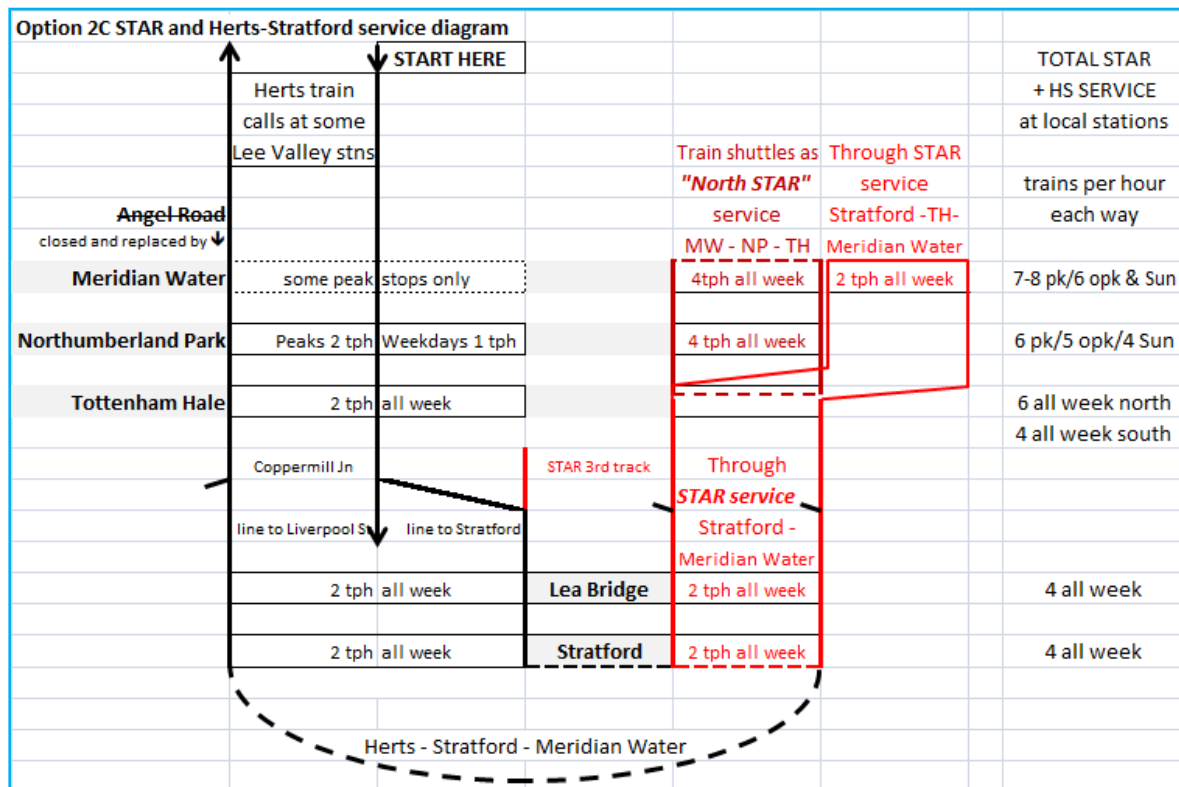 Option 2C STAR and Herts-Stratford service diagram
START HERE
TOTAL STAR
Herts train
+ HS SERVICE
calls at some
at local stations
Lee Valley stns
Train shuttles as
Through STAR
"North STAR"
service
trains per hour
Angel Road
service
Stratford -TH-
each way
closed and replaced by
MW - NP - TH
Meridian Water
Meridian Water
some peak stops only
4tph all week
2 tph all week
7-8 pk/6 opk & Sun
Northumberland Park
Peaks 2 tph
Weekdays 1 tph
4 tph all week
6 pk/5 opk/4 Sun
Tottenham Hale
2 tph all week
6 all week north
4 all week south
Coppermill Jn
STAR 3rd track
Through
STAR service
line to Liverpool S
line to Stratford
Stratford -
Meridian Water
2 tph all week
Lea Bridge
2 tph all week
4 all week
2 tph all week
Stratford
2 tph all week
4 all week
Herts - Stratford - Meridian Water